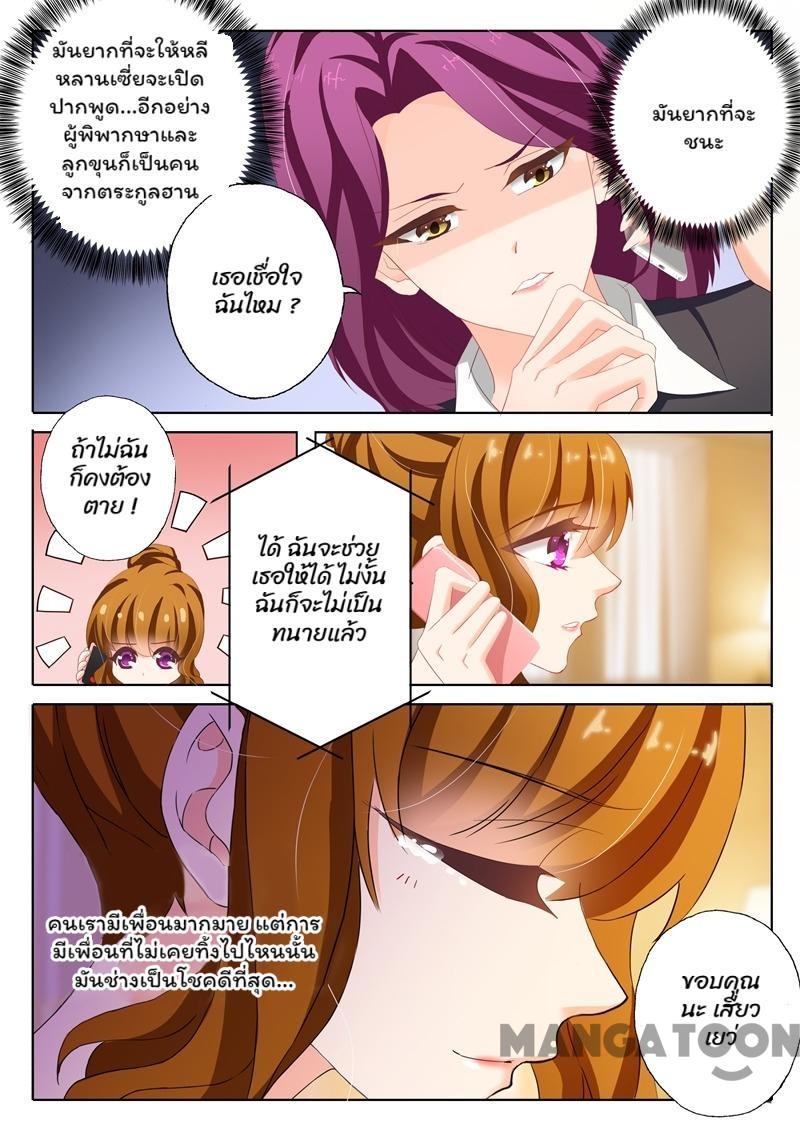 มันยากที่จะให้หลี
หลานเซี่ยจะเปิด
ปากพูด...อีกอย่าง
ผู้พิพากษาและ
ลูกขุนก็เป็นคน
จากตระกูลฮาน
มันยากที่จะ
ชนะ
เธอเชื่อใจ
ฉันไหม ?
ถ้าไม่ฉัน
ก็คงต้อง
ตาย !
ได้ ฉันจะช่วย
เธอให้ได้ ไม่งั้น
ฉันก็จะไม่เป็น
ทนายแล้ว
คนเรามีเพื่อนมากมาย แต่การ
มีเพื่อนที่ไม่เคยทิ้งไปไหนนั้น
มันช่างเป็นโชคดีที่สุด...
ขอบคุณ
นะ เสี่ยว
เยว่
MANGATOON